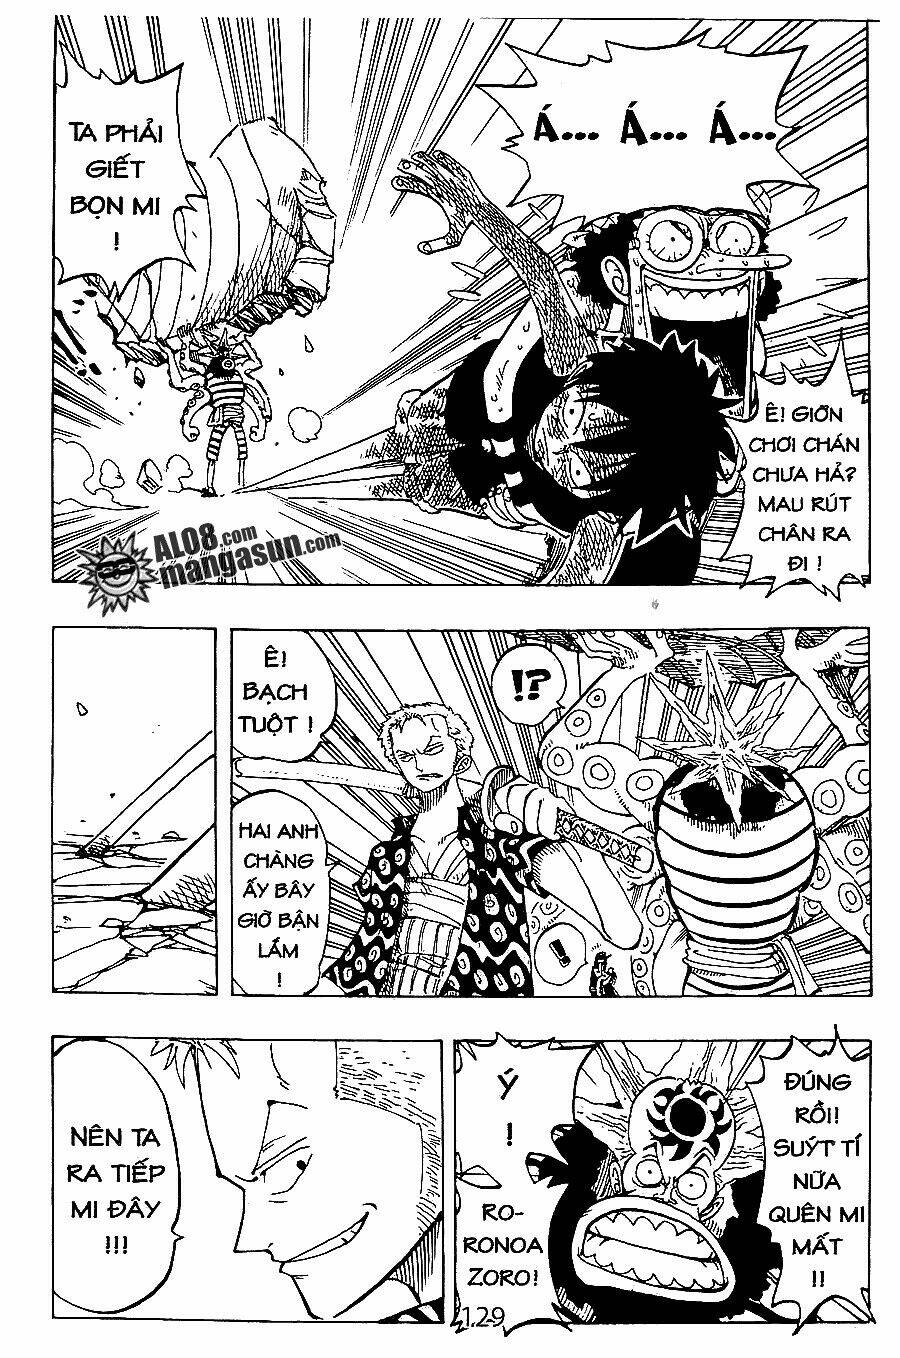 TA PHẢI
GIẾT
BỌN MI
!
Á... Á... Á...
Ê! GIỠN
CHƠI CHÁN
CHƯA HẢ?
MAU RÚT
CHÂN RA
ĐI !
ALO8.com
mangasun.com
Ê!
BẠCH
TUỘT !
!?
HAI ANH
CHÀNG
ẤY BÂY
GIỜ BẬN
LẮM
!
!!
NÊN TA
RA TIẾP
MI ĐÂY
!!!
Ý
!
RO-
RONOA
ZORO!
ĐÚNG
RỒI!
SUÝT TÍ
NỮA
QUÊN MI
MẤT
!!
129